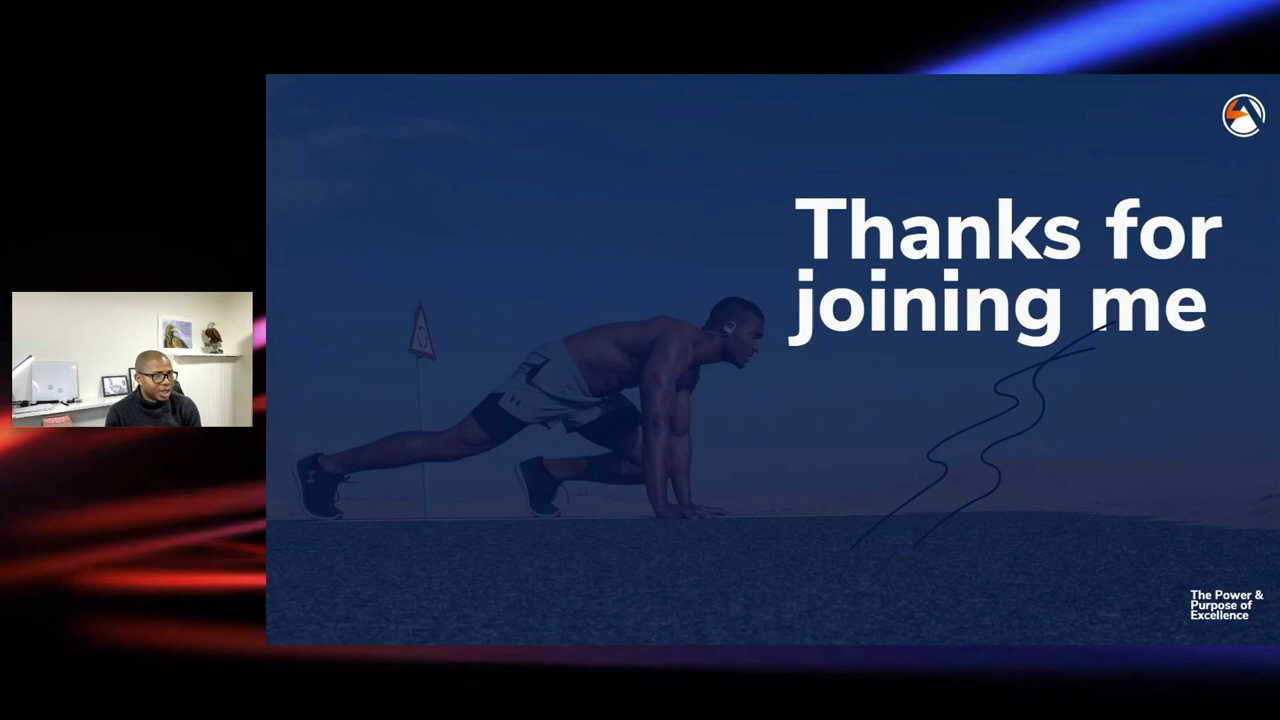 Thanks for
joining me
The Power &
Purpose of
Excellence